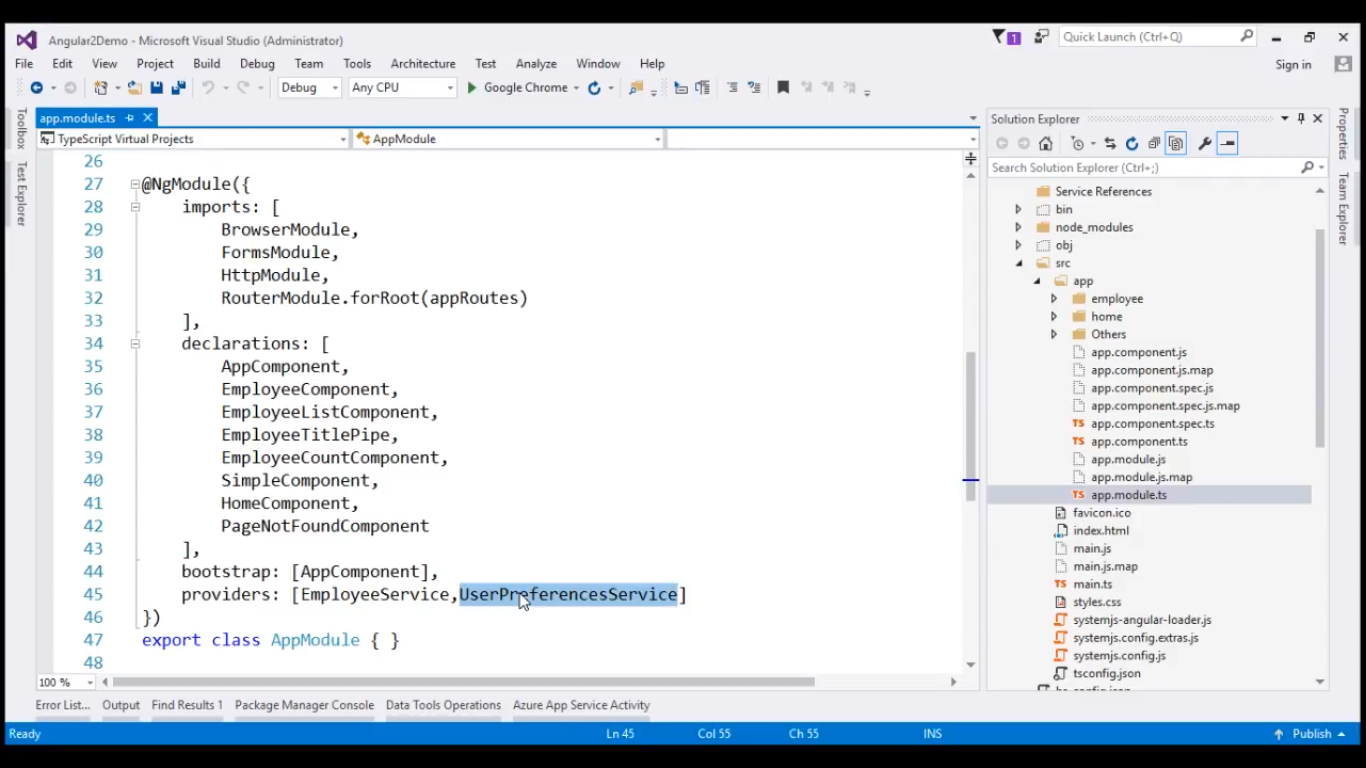 Angular2Demo - Microsoft Visual Studio (Administrator)
1
Quick Launch (Ctrl+Q)
File Edit View Project Build Debug Team Tools Architecture Test Analyze Window Help
Sign in
Debug Any CPU Google Chrome
Toolbox
Test Explorer
app.module.ts
TypeScript Virtual Projects AppModule
26
27 @NgModule({
28 imports: [
29 BrowserModule,
30 FormsModule,
31 HttpModule,
32 RouterModule.forRoot(appRoutes)
33 ],
34 declarations: [
35 AppComponent,
36 EmployeeComponent,
37 EmployeeListComponent,
38 EmployeeTitlePipe,
39 EmployeeCountComponent,
40 SimpleComponent,
41 HomeComponent,
42 PageNotFoundComponent
43 ],
44 bootstrap: [AppComponent],
45 providers: [EmployeeService,UserPreferencesService]
46 })
47 export class AppModule { }
48
100 %
Solution Explorer
Search Solution Explorer (Ctrl+;)
Service References
bin
node_modules
obj
src
app
employee
home
Others
app.component.js
app.component.js.map
app.component.spec.js
app.component.spec.js.map
TS app.component.spec.ts
TS app.component.ts
app.module.js
app.module.js.map
TS app.module.ts
favicon.ico
index.html
main.js
main.js.map
TS main.ts
styles.css
systemjs-angular-loader.js
systemjs.config.extras.js
systemjs.config.js
tsconfig.json
Properties
Team Explorer
Error List... Output Find Results 1 Package Manager Console Data Tools Operations Azure App Service Activity
Ready Ln 45 Col 55 Ch 55 INS Publish